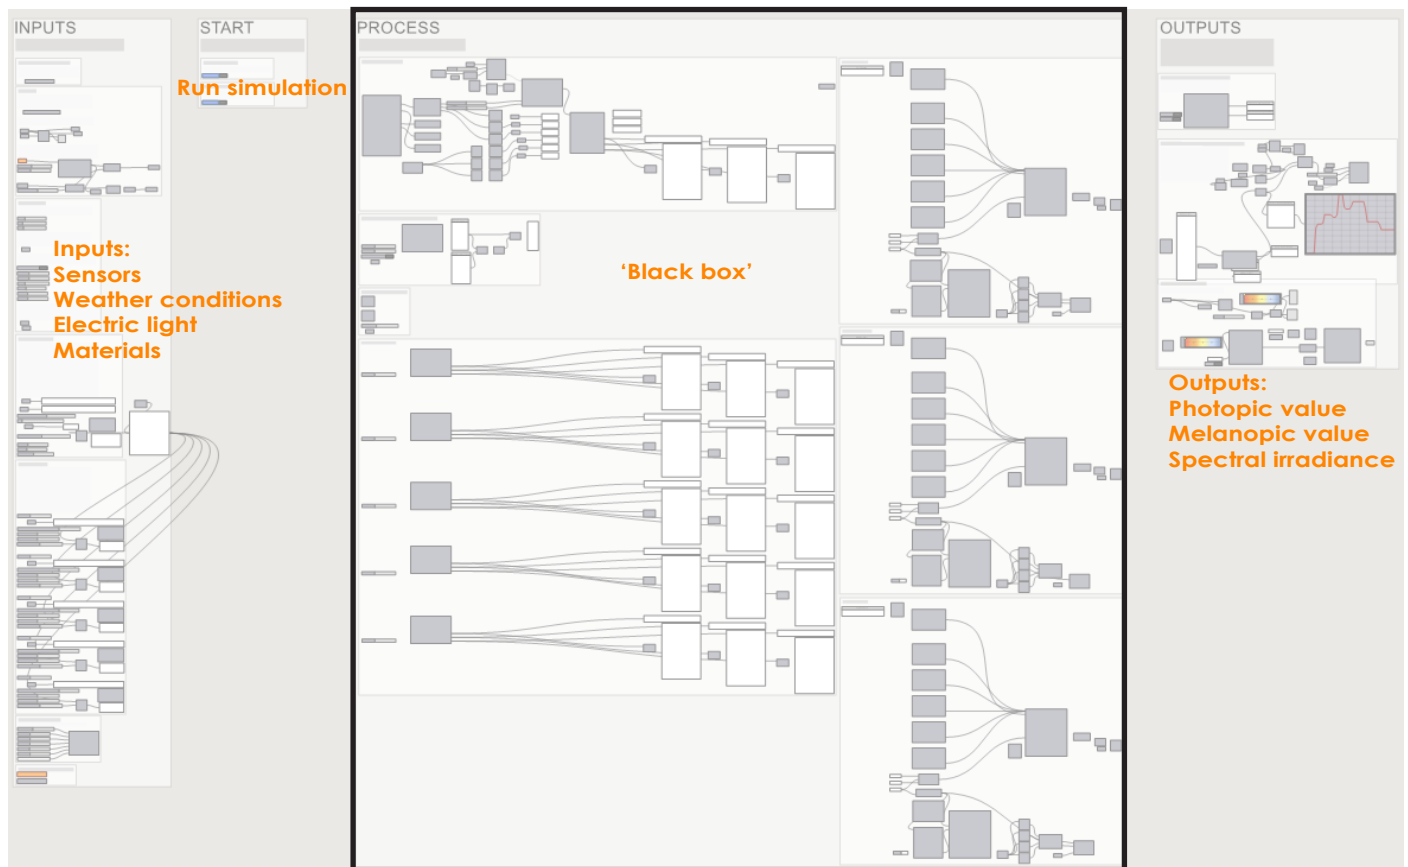 INPUTS
START
PROCESS
OUTPUTS
Run simulation
Inputs:
Sensors
Weather conditions
Electric light
Materials
‘Black box’
Outputs:
Photopic value
Melanopic value
Spectral irradiance